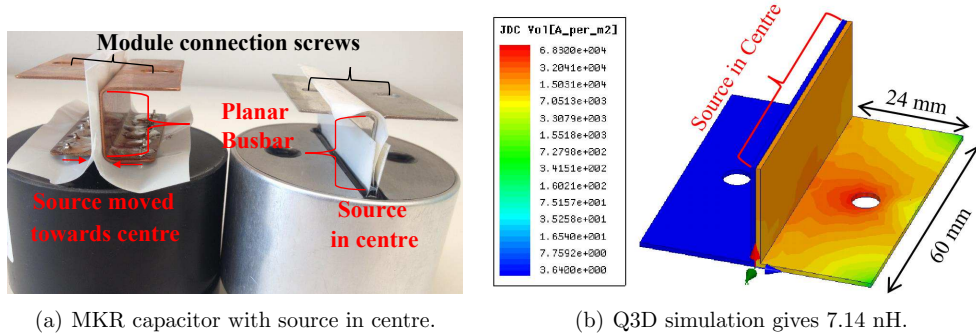 Module connection screws
Planar
Busbar
Source moved
towards centre
Source
in centre
(a) MKR capacitor with source in centre.
JDC Vol[A_per_m2]
6.8300e+004
3.2041e+004
1.5031e+004
7.0513e+003
3.3079e+003
1.5518e+003
7.2798e+002
3.4151e+002
1.6021e+002
7.5157e+001
3.5258e+001
1.6540e+001
7.7592e+000
3.6400e+000
Source in Centre
24 mm
60 mm
(b) Q3D simulation gives 7.14 nH.